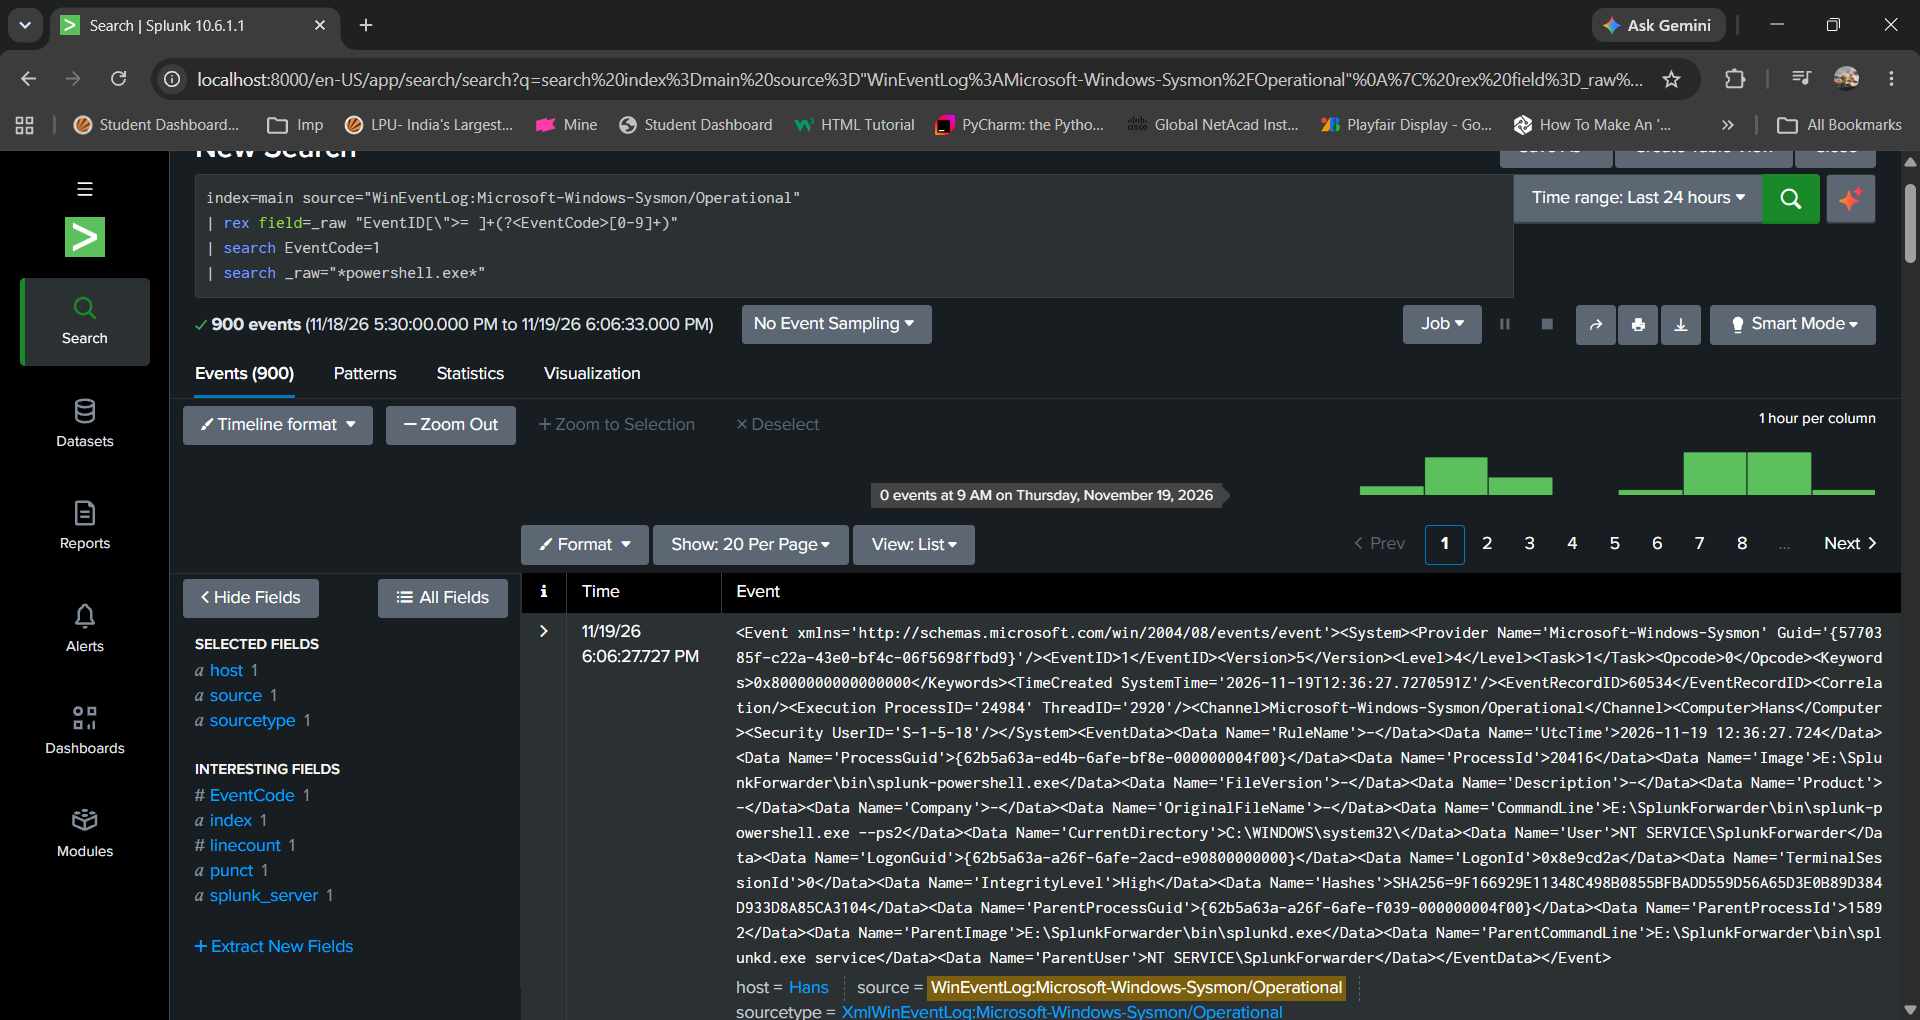 Search | Splunk 10.6.1.1
Ask Gemini
localhost:8000/en-US/app/search/search?q=search%20index%3Dmain%20source%3D"WinEventLog%3AMicrosoft-Windows-Sysmon%2FOperational"%0A%7C%20rex%20field%3D_raw%...
Student Dashboard...
Imp
LPU- India's Largest...
Mine
Student Dashboard
HTML Tutorial
PyCharm: the Pytho...
Global NetAcad Inst...
Playfair Display - Go...
How To Make An '...
All Bookmarks
New Search
Save As
Create Table View
Close
index=main source="WinEventLog:Microsoft-Windows-Sysmon/Operational"
| rex field=_raw "EventID[\">= ]+(?<EventCode>[0-9]+)"
| search EventCode=1
| search _raw="*powershell.exe*"
Time range: Last 24 hours
900 events (11/18/26 5:30:00.000 PM to 11/19/26 6:06:33.000 PM)
No Event Sampling
Job
Smart Mode
Search
Datasets
Reports
Alerts
Dashboards
Modules
Events (900)
Patterns
Statistics
Visualization
Timeline format
Zoom Out
+ Zoom to Selection
× Deselect
1 hour per column
0 events at 9 AM on Thursday, November 19, 2026
Format
Show: 20 Per Page
View: List
< Prev
1
2
3
4
5
6
7
8
...
Next >
< Hide Fields
All Fields
SELECTED FIELDS
a host 1
a source 1
a sourcetype 1
INTERESTING FIELDS
# EventCode 1
a index 1
# linecount 1
a punct 1
a splunk_server 1
+ Extract New Fields
i
Time
Event
11/19/26
6:06:27.727 PM
<Event xmlns='http://schemas.microsoft.com/win/2004/08/events/event'><System><Provider Name='Microsoft-Windows-Sysmon' Guid='{57703
85f-c22a-43e0-bf4c-06f5698ffbd9}'/><EventID>1</EventID><Version>5</Version><Level>4</Level><Task>1</Task><Opcode>0</Opcode><Keyword
s>0x8000000000000000</Keywords><TimeCreated SystemTime='2026-11-19T12:36:27.7270591Z'/><EventRecordID>60534</EventRecordID><Correla
tion/><Execution ProcessID='24984' ThreadID='2920'/><Channel>Microsoft-Windows-Sysmon/Operational</Channel><Computer>Hans</Computer
><Security UserID='S-1-5-18'/></System><EventData><Data Name='RuleName'>-</Data><Data Name='UtcTime'>2026-11-19 12:36:27.724</Data>
<Data Name='ProcessGuid'>{62b5a63a-ed4b-6afe-bf8e-000000004f00}</Data><Data Name='ProcessId'>20416</Data><Data Name='Image'>E:\Splu
nkForwarder\bin\splunk-powershell.exe</Data><Data Name='FileVersion'>-</Data><Data Name='Description'>-</Data><Data Name='Product'>
-</Data><Data Name='Company'>-</Data><Data Name='OriginalFileName'>-</Data><Data Name='CommandLine'>E:\SplunkForwarder\bin\splunk-p
owershell.exe --ps2</Data><Data Name='CurrentDirectory'>C:\WINDOWS\system32\</Data><Data Name='User'>NT SERVICE\SplunkForwarder</Da
ta><Data Name='LogonGuid'>{62b5a63a-a26f-6afe-2acd-e90800000000}</Data><Data Name='LogonId'>0x8e9cd2a</Data><Data Name='TerminalSes
sionId'>0</Data><Data Name='IntegrityLevel'>High</Data><Data Name='Hashes'>SHA256=9F166929E11348C498B0855BFBADD559D56A65D3E0B89D384
D933D8A85CA3104</Data><Data Name='ParentProcessGuid'>{62b5a63a-a26f-6afe-f039-000000004f00}</Data><Data Name='ParentProcessId'>1589
2</Data><Data Name='ParentImage'>E:\SplunkForwarder\bin\splunkd.exe</Data><Data Name='ParentCommandLine'>E:\SplunkForwarder\bin\spl
unkd.exe service</Data><Data Name='ParentUser'>NT SERVICE\SplunkForwarder</Data></EventData></Event>
host = Hans
source = WinEventLog:Microsoft-Windows-Sysmon/Operational
sourcetype = XmlWinEventLog:Microsoft-Windows-Sysmon/Operational